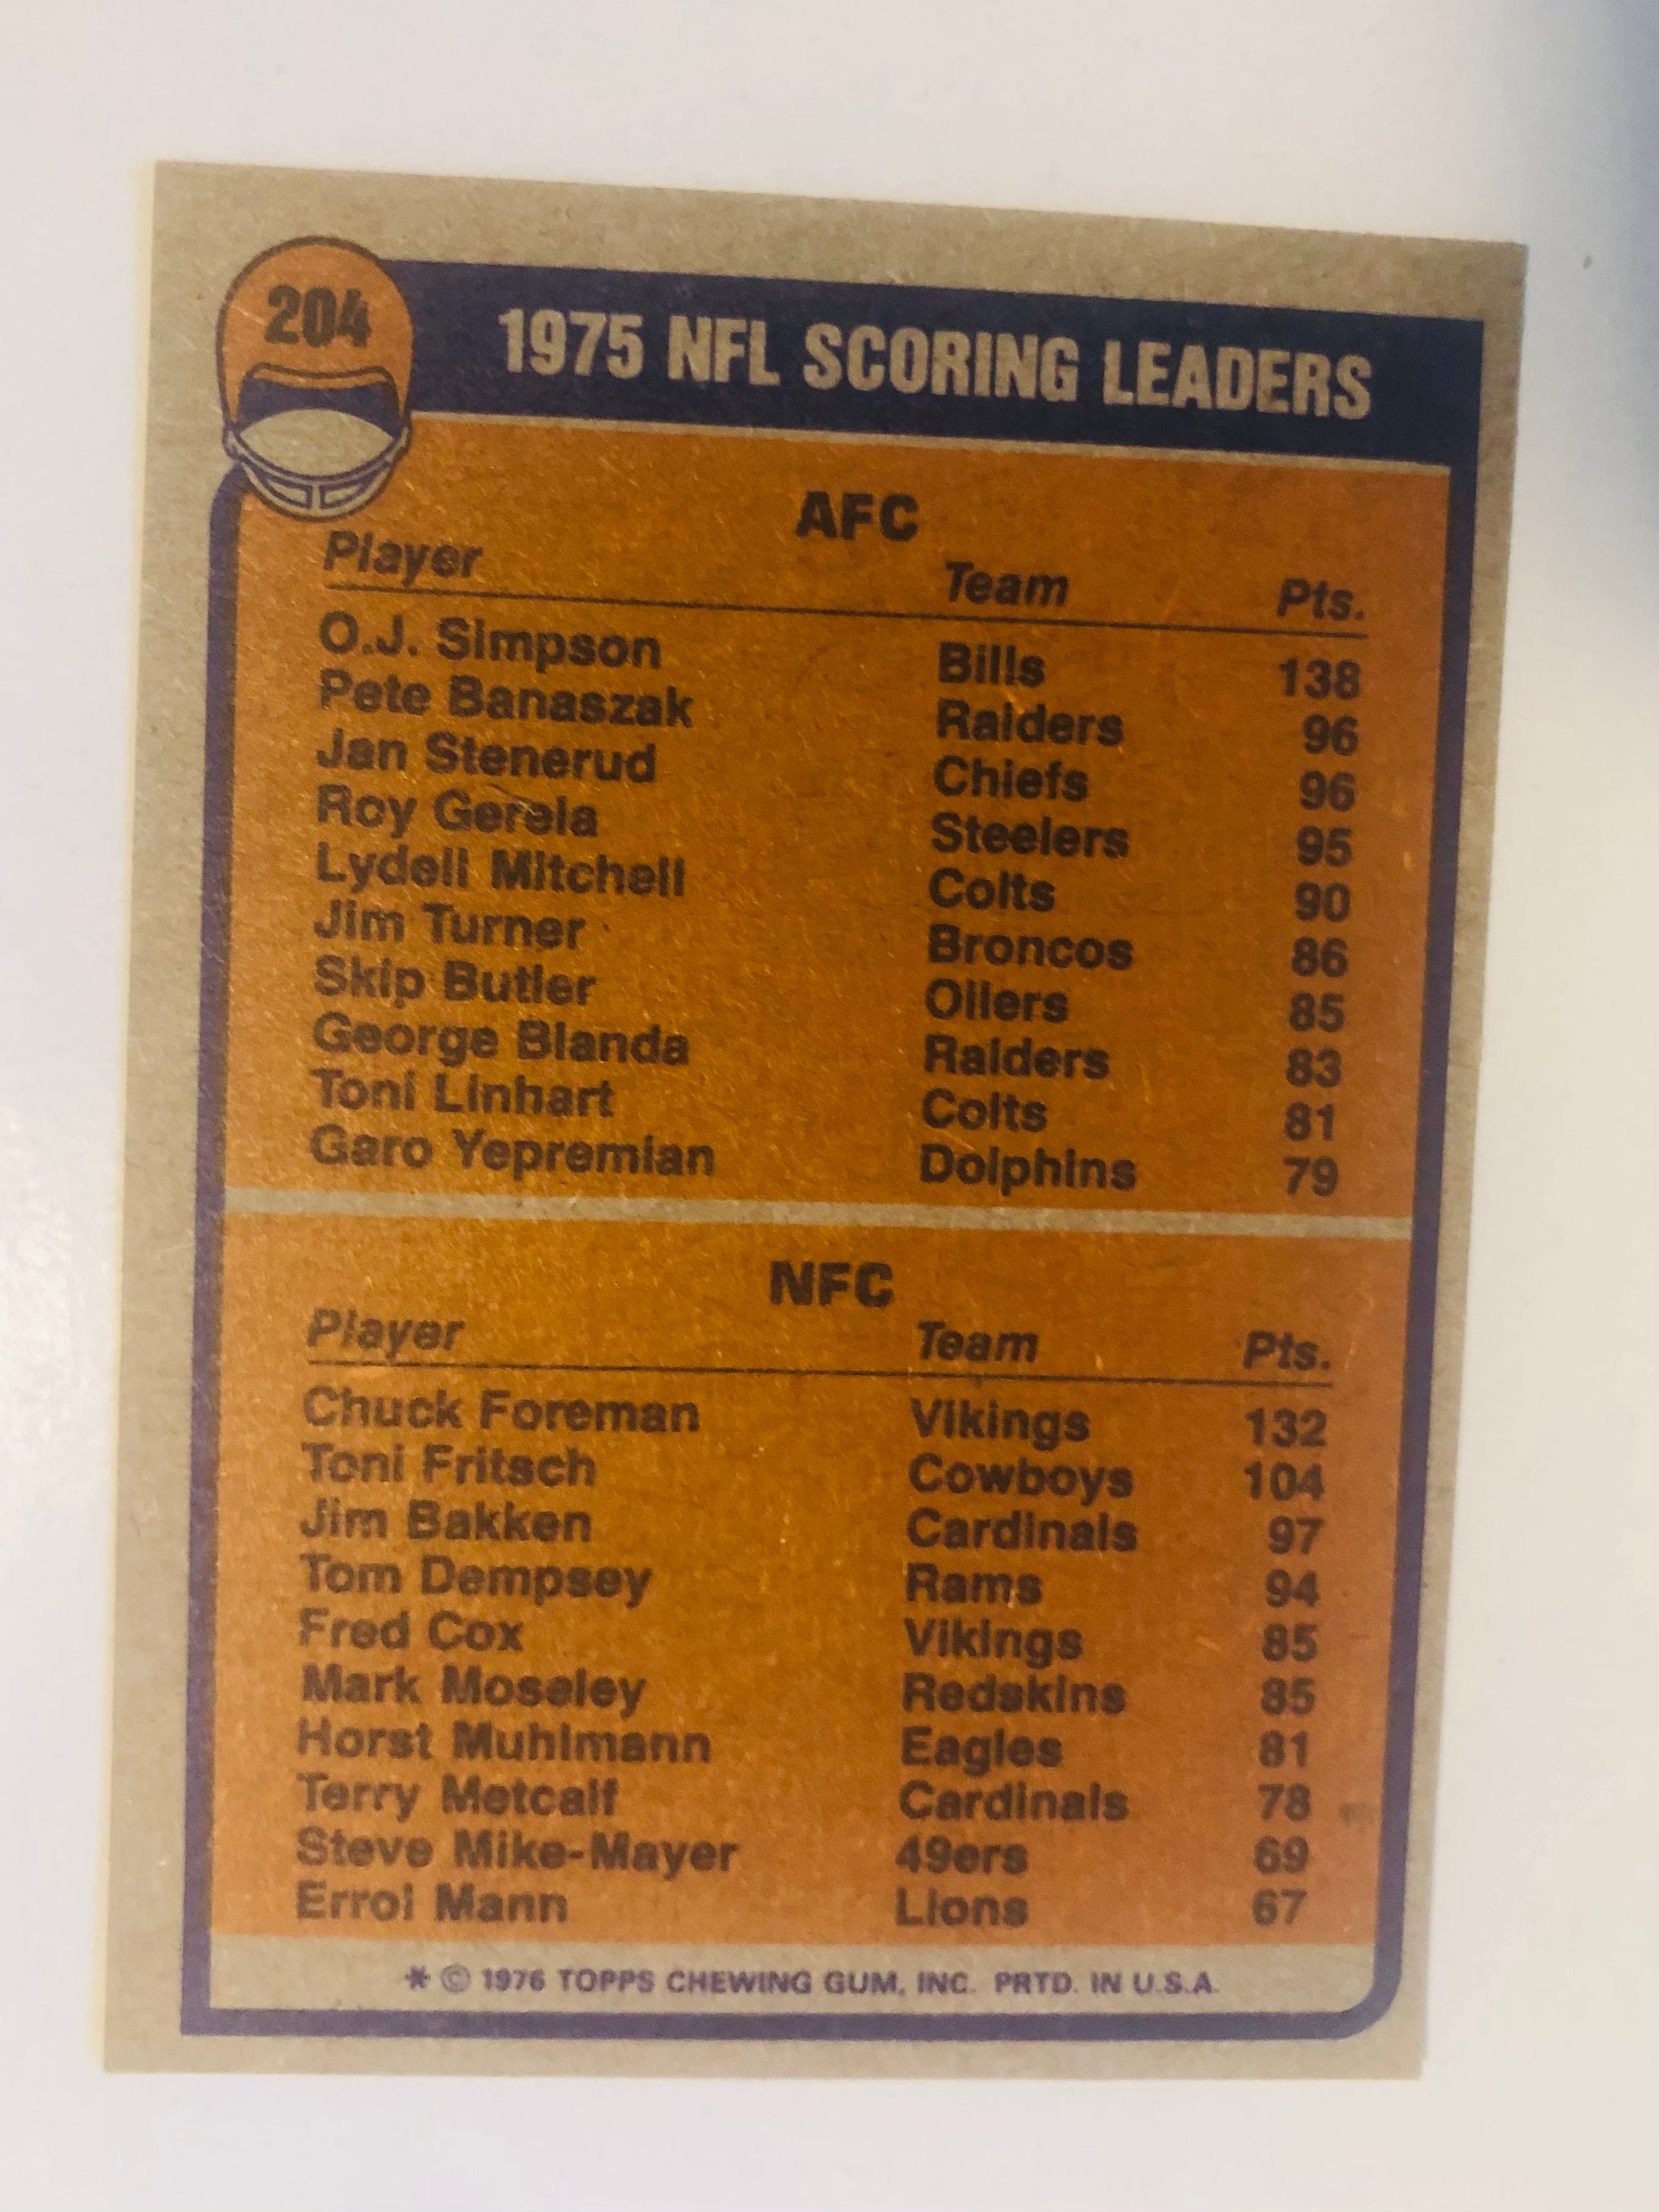 204
1975 NFL SCORING LEADERS
AFC
Player Team Pts.
O.J. Simpson Bills 138
Pete Banaszak Raiders 96
Jan Stenerud Chiefs 96
Roy Gerela Steelers 95
Lydell Mitchell Colts 90
Jim Turner Broncos 86
Skip Butler Oilers 85
George Blanda Raiders 83
Toni Linhart Colts 81
Garo Yepremian Dolphins 79
NFC
Player Team Pts.
Chuck Foreman Vikings 132
Toni Fritsch Cowboys 104
Jim Bakken Cardinals 97
Tom Dempsey Rams 94
Fred Cox Vikings 85
Mark Moseley Redskins 85
Horst Muhlmann Eagles 81
Terry Metcalf Cardinals 78
Steve Mike-Mayer 49ers 69
Errol Mann Lions 67
* © 1976 TOPPS CHEWING GUM, INC. PRTD. IN U.S.A.